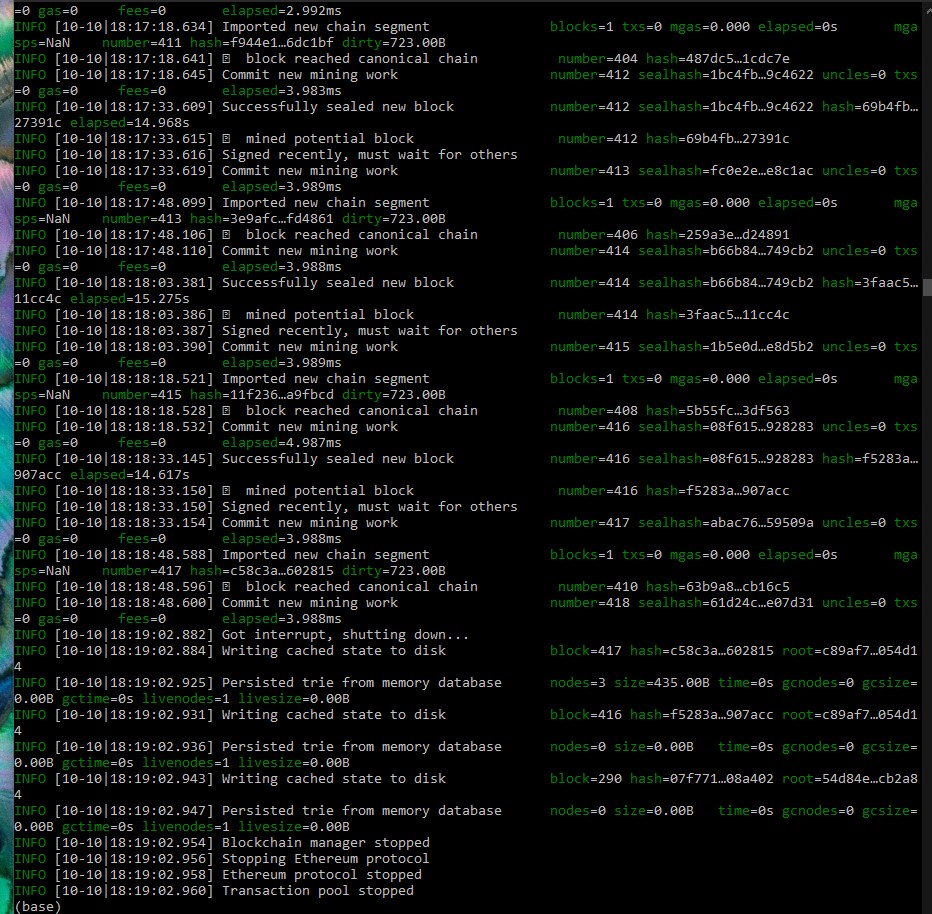 =0 gas=0     fees=0       elapsed=2.992ms
INFO [10-10|18:17:18.634] Imported new chain segment               blocks=1 txs=0 mgas=0.000 elapsed=0s       mga
sps=NaN    number=411 hash=f944e1…6dc1bf dirty=723.00B
INFO [10-10|18:17:18.641] block reached canonical chain          number=404 hash=487dc5…1cdc7e
INFO [10-10|18:17:18.645] Commit new mining work                   number=412 sealhash=1bc4fb…9c4622 uncles=0 txs
=0 gas=0     fees=0       elapsed=3.983ms
INFO [10-10|18:17:33.609] Successfully sealed new block            number=412 sealhash=1bc4fb…9c4622 hash=69b4fb…
27391c elapsed=14.968s
INFO [10-10|18:17:33.615] mined potential block                  number=412 hash=69b4fb…27391c
INFO [10-10|18:17:33.616] Signed recently, must wait for others
INFO [10-10|18:17:33.619] Commit new mining work                   number=413 sealhash=fc0e2e…e8c1ac uncles=0 txs
=0 gas=0     fees=0       elapsed=3.989ms
INFO [10-10|18:17:48.099] Imported new chain segment               blocks=1 txs=0 mgas=0.000 elapsed=0s       mga
sps=NaN    number=413 hash=3e9afc…fd4861 dirty=723.00B
INFO [10-10|18:17:48.106] block reached canonical chain          number=406 hash=259a3e…d24891
INFO [10-10|18:17:48.110] Commit new mining work                   number=414 sealhash=b66b84…749cb2 uncles=0 txs
=0 gas=0     fees=0       elapsed=3.988ms
INFO [10-10|18:18:03.381] Successfully sealed new block            number=414 sealhash=b66b84…749cb2 hash=3faac5…
11cc4c elapsed=15.275s
INFO [10-10|18:18:03.386] mined potential block                  number=414 hash=3faac5…11cc4c
INFO [10-10|18:18:03.387] Signed recently, must wait for others
INFO [10-10|18:18:03.390] Commit new mining work                   number=415 sealhash=1b5e0d…e8d5b2 uncles=0 txs
=0 gas=0     fees=0       elapsed=3.989ms
INFO [10-10|18:18:18.521] Imported new chain segment               blocks=1 txs=0 mgas=0.000 elapsed=0s       mga
sps=NaN    number=415 hash=11f236…a9fbcd dirty=723.00B
INFO [10-10|18:18:18.528] block reached canonical chain          number=408 hash=5b55fc…3df563
INFO [10-10|18:18:18.532] Commit new mining work                   number=416 sealhash=08f615…928283 uncles=0 txs
=0 gas=0     fees=0       elapsed=4.987ms
INFO [10-10|18:18:33.145] Successfully sealed new block            number=416 sealhash=08f615…928283 hash=f5283a…
907acc elapsed=14.617s
INFO [10-10|18:18:33.150] mined potential block                  number=416 hash=f5283a…907acc
INFO [10-10|18:18:33.150] Signed recently, must wait for others
INFO [10-10|18:18:33.154] Commit new mining work                   number=417 sealhash=abac76…59509a uncles=0 txs
=0 gas=0     fees=0       elapsed=3.988ms
INFO [10-10|18:18:48.588] Imported new chain segment               blocks=1 txs=0 mgas=0.000 elapsed=0s       mga
sps=NaN    number=417 hash=c58c3a…602815 dirty=723.00B
INFO [10-10|18:18:48.596] block reached canonical chain          number=410 hash=63b9a8…cb16c5
INFO [10-10|18:18:48.600] Commit new mining work                   number=418 sealhash=61d24c…e07d31 uncles=0 txs
=0 gas=0     fees=0       elapsed=3.988ms
INFO [10-10|18:19:02.882] Got interrupt, shutting down...
INFO [10-10|18:19:02.884] Writing cached state to disk             block=417 hash=c58c3a…602815 root=c89af7…054d1
4
INFO [10-10|18:19:02.925] Persisted trie from memory database      nodes=3 size=435.00B time=0s gcnodes=0 gcsize=
0.00B gctime=0s livenodes=1 livesize=0.00B
INFO [10-10|18:19:02.931] Writing cached state to disk             block=416 hash=f5283a…907acc root=c89af7…054d1
4
INFO [10-10|18:19:02.936] Persisted trie from memory database      nodes=0 size=0.00B   time=0s gcnodes=0 gcsize=
0.00B gctime=0s livenodes=1 livesize=0.00B
INFO [10-10|18:19:02.943] Writing cached state to disk             block=290 hash=07f771…08a402 root=54d84e…cb2a8
4
INFO [10-10|18:19:02.947] Persisted trie from memory database      nodes=0 size=0.00B   time=0s gcnodes=0 gcsize=
0.00B gctime=0s livenodes=1 livesize=0.00B
INFO [10-10|18:19:02.954] Blockchain manager stopped
INFO [10-10|18:19:02.956] Stopping Ethereum protocol
INFO [10-10|18:19:02.958] Ethereum protocol stopped
INFO [10-10|18:19:02.960] Transaction pool stopped
(base)